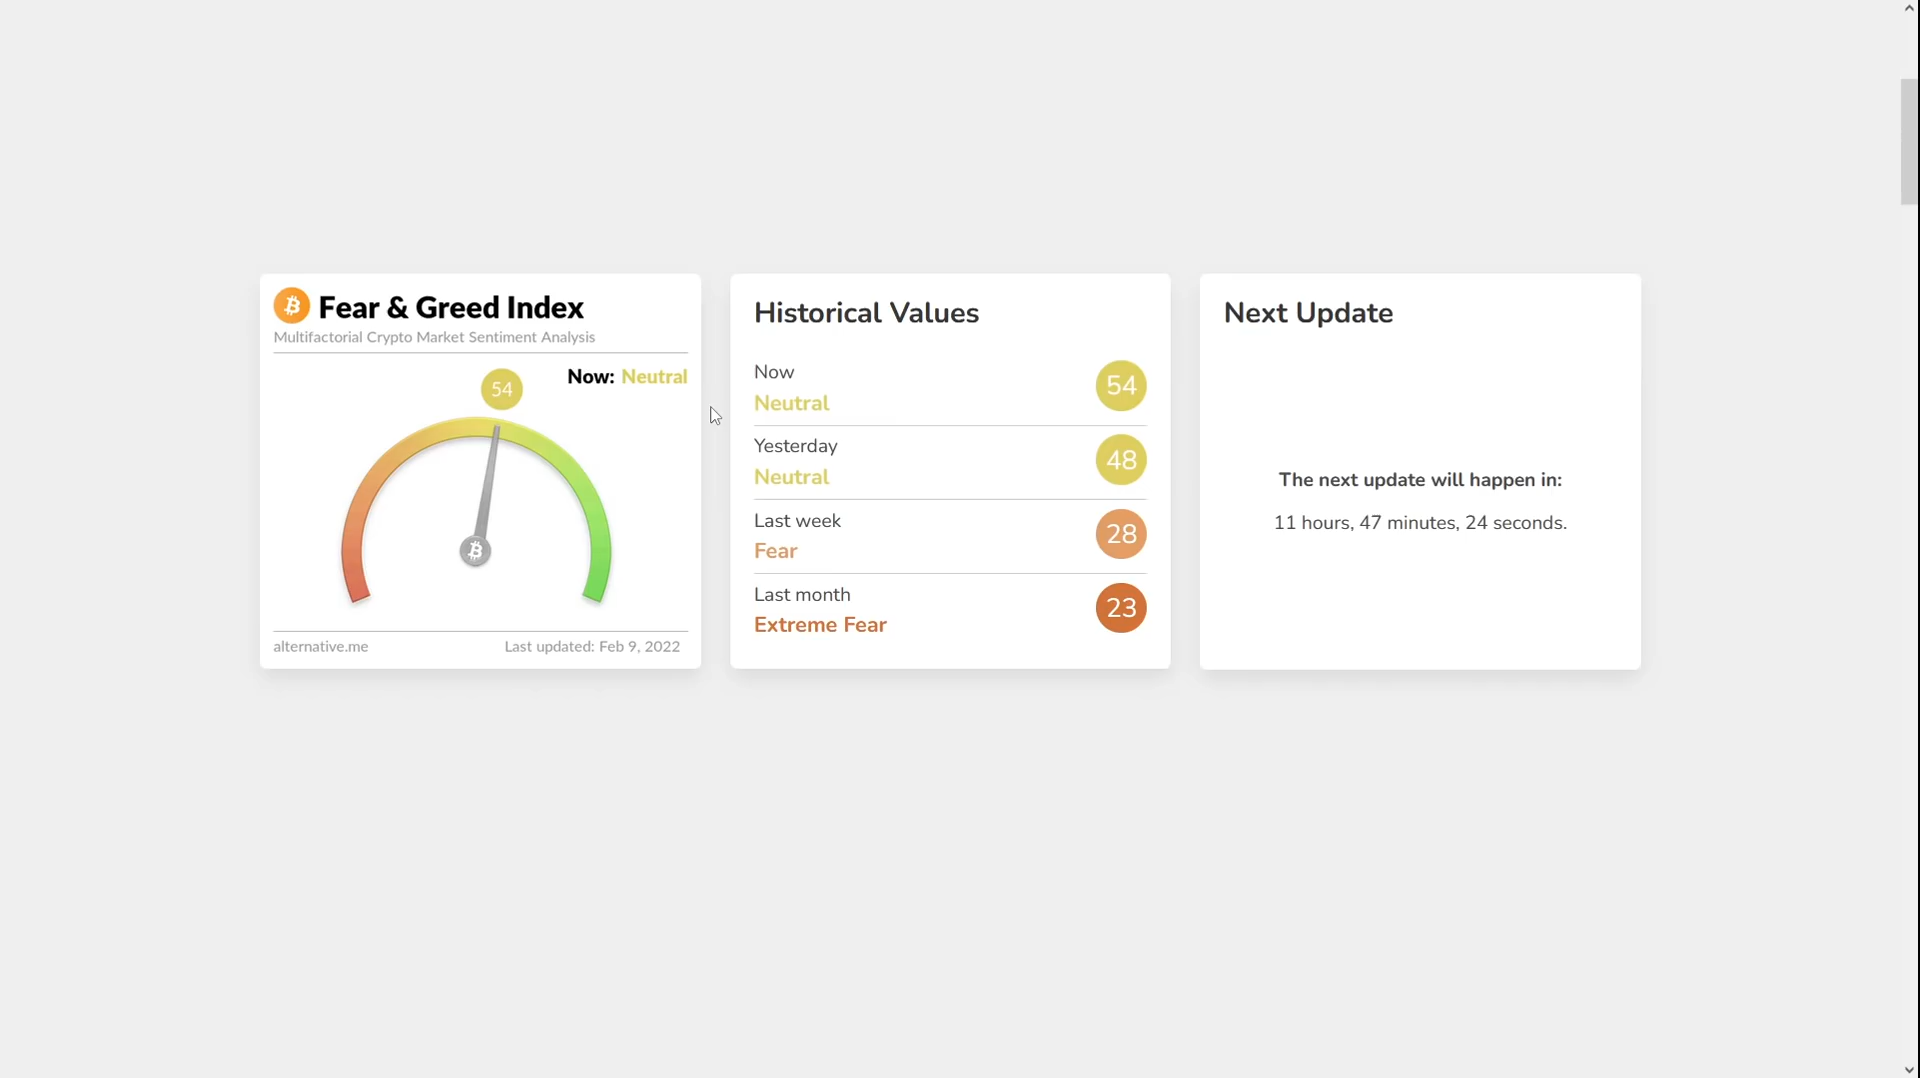 Fear & Greed Index
Multifactorial Crypto Market Sentiment Analysis
Now: Neutral
54
alternative.me
Last updated: Feb 9, 2022
Historical Values
Now
Neutral
54
Yesterday
Neutral
48
Last week
Fear
28
Last month
Extreme Fear
23
Next Update
The next update will happen in:
11 hours, 47 minutes, 24 seconds.